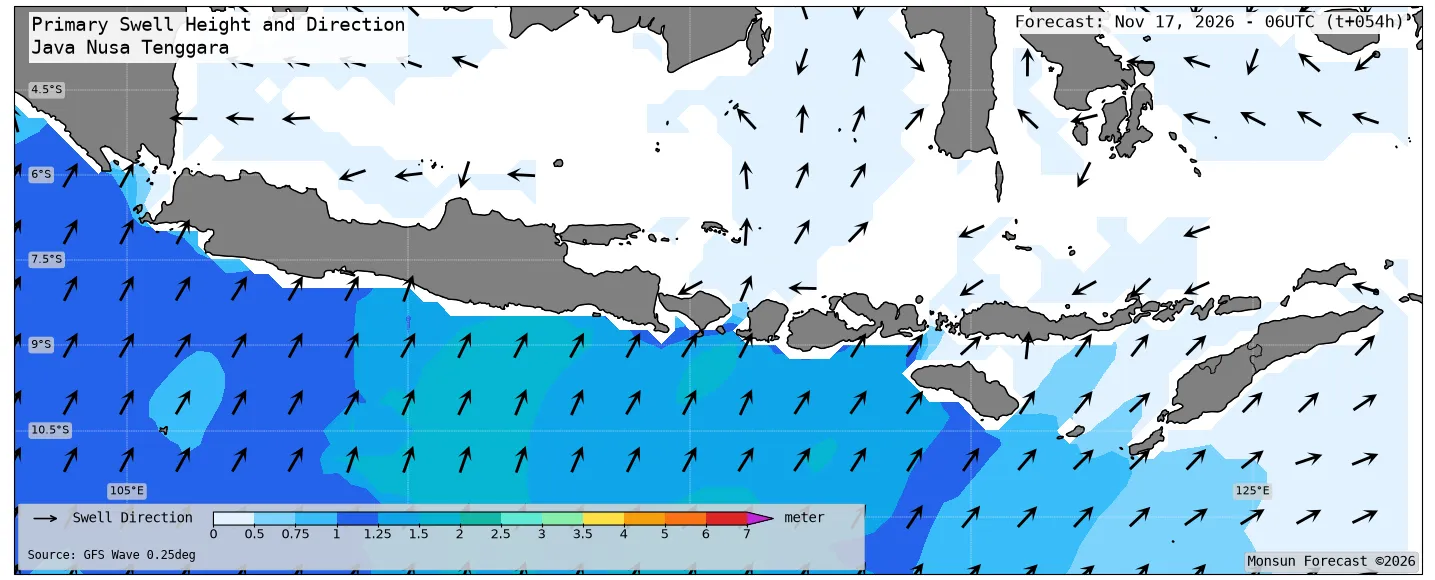 Primary Swell Height and Direction
Java Nusa Tenggara
Forecast: Nov 17, 2026 - 06UTC (t+054h)
4.5°S
6°S
7.5°S
9°S
10.5°S
105°E
125°E
Swell Direction
0 0.5 0.75 1 1.25 1.5 2 2.5 3 3.5 4 5 6 7
meter
Source: GFS Wave 0.25deg
Monsun Forecast ©2026